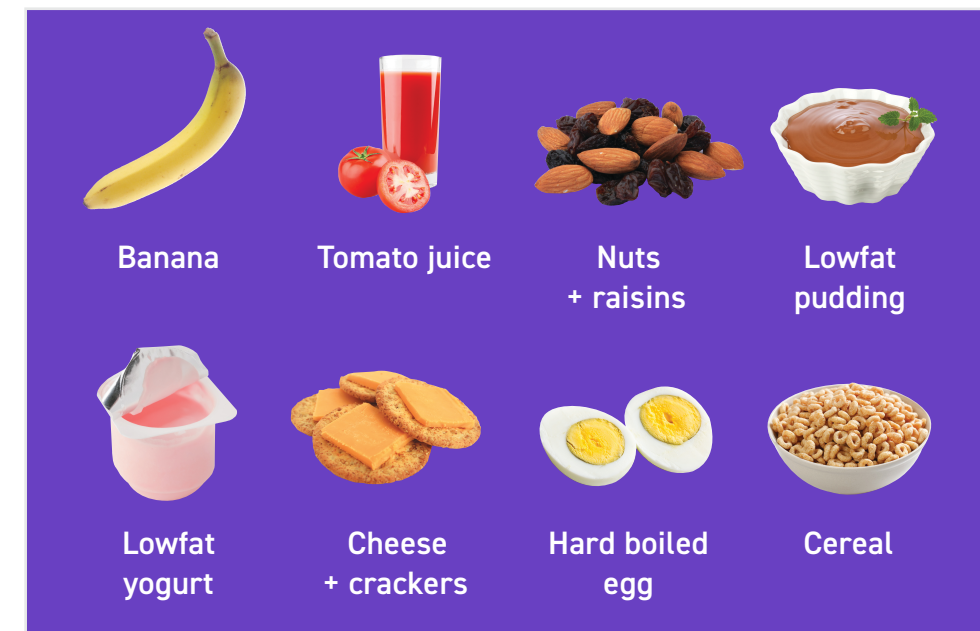 Banana
Tomato juice
Nuts
+ raisins
Lowfat
pudding
Lowfat
yogurt
Cheese
+ crackers
Hard boiled
egg
Cereal